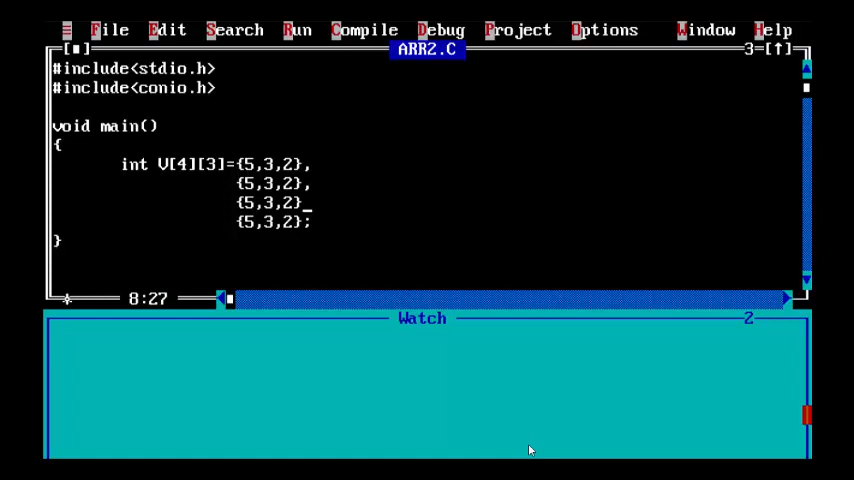 ≡ File Edit Search Run Compile Debug Project Options Window Help
[■] ARR2.C 3=[↑]
#include<stdio.h>
#include<conio.h>
void main()
{
int V[4][3]={5,3,2},
{5,3,2},
{5,3,2}_
{5,3,2};
}
8:27
Watch 2